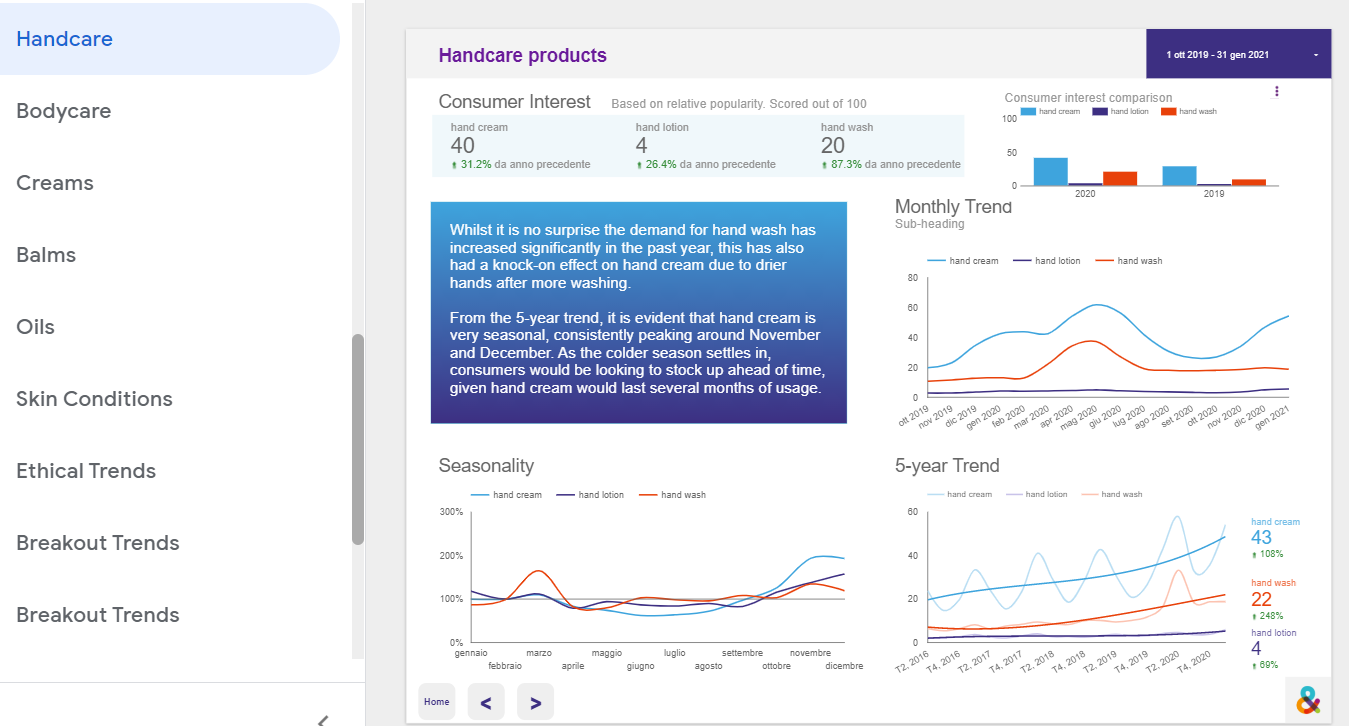 Handcare
Bodycare
Creams
Balms
Oils
Skin Conditions
Ethical Trends
Breakout Trends
Breakout Trends
Handcare products
1 ott 2019 - 31 gen 2021
Consumer Interest Based on relative popularity. Scored out of 100
hand cream hand lotion hand wash
40 4 20
31.2% da anno precedente 26.4% da anno precedente 87.3% da anno precedente
Consumer interest comparison
hand cream hand lotion hand wash
100
50
0
2020 2019
Whilst it is no surprise the demand for hand wash has
increased significantly in the past year, this has also
had a knock-on effect on hand cream due to drier
hands after more washing.
From the 5-year trend, it is evident that hand cream is
very seasonal, consistently peaking around November
and December. As the colder season settles in,
consumers would be looking to stock up ahead of time,
given hand cream would last several months of usage.
Monthly Trend
Sub-heading
hand cream hand lotion hand wash
80
60
40
20
0
ott 2019 nov 2019 dic 2019 gen 2020 feb 2020 mar 2020 apr 2020 mag 2020 giu 2020 lug 2020 ago 2020 set 2020 ott 2020 nov 2020 dic 2020 gen 2021
Seasonality
hand cream hand lotion hand wash
300%
200%
100%
0%
gennaio marzo maggio luglio settembre novembre
febbraio aprile giugno agosto ottobre dicembre
5-year Trend
hand cream hand lotion hand wash
60
40
20
0
T2, 2016 T4, 2016 T2, 2017 T4, 2017 T2, 2018 T4, 2018 T2, 2019 T4, 2019 T2, 2020 T4, 2020
hand cream
43
108%
hand wash
22
248%
hand lotion
4
69%
Home < >